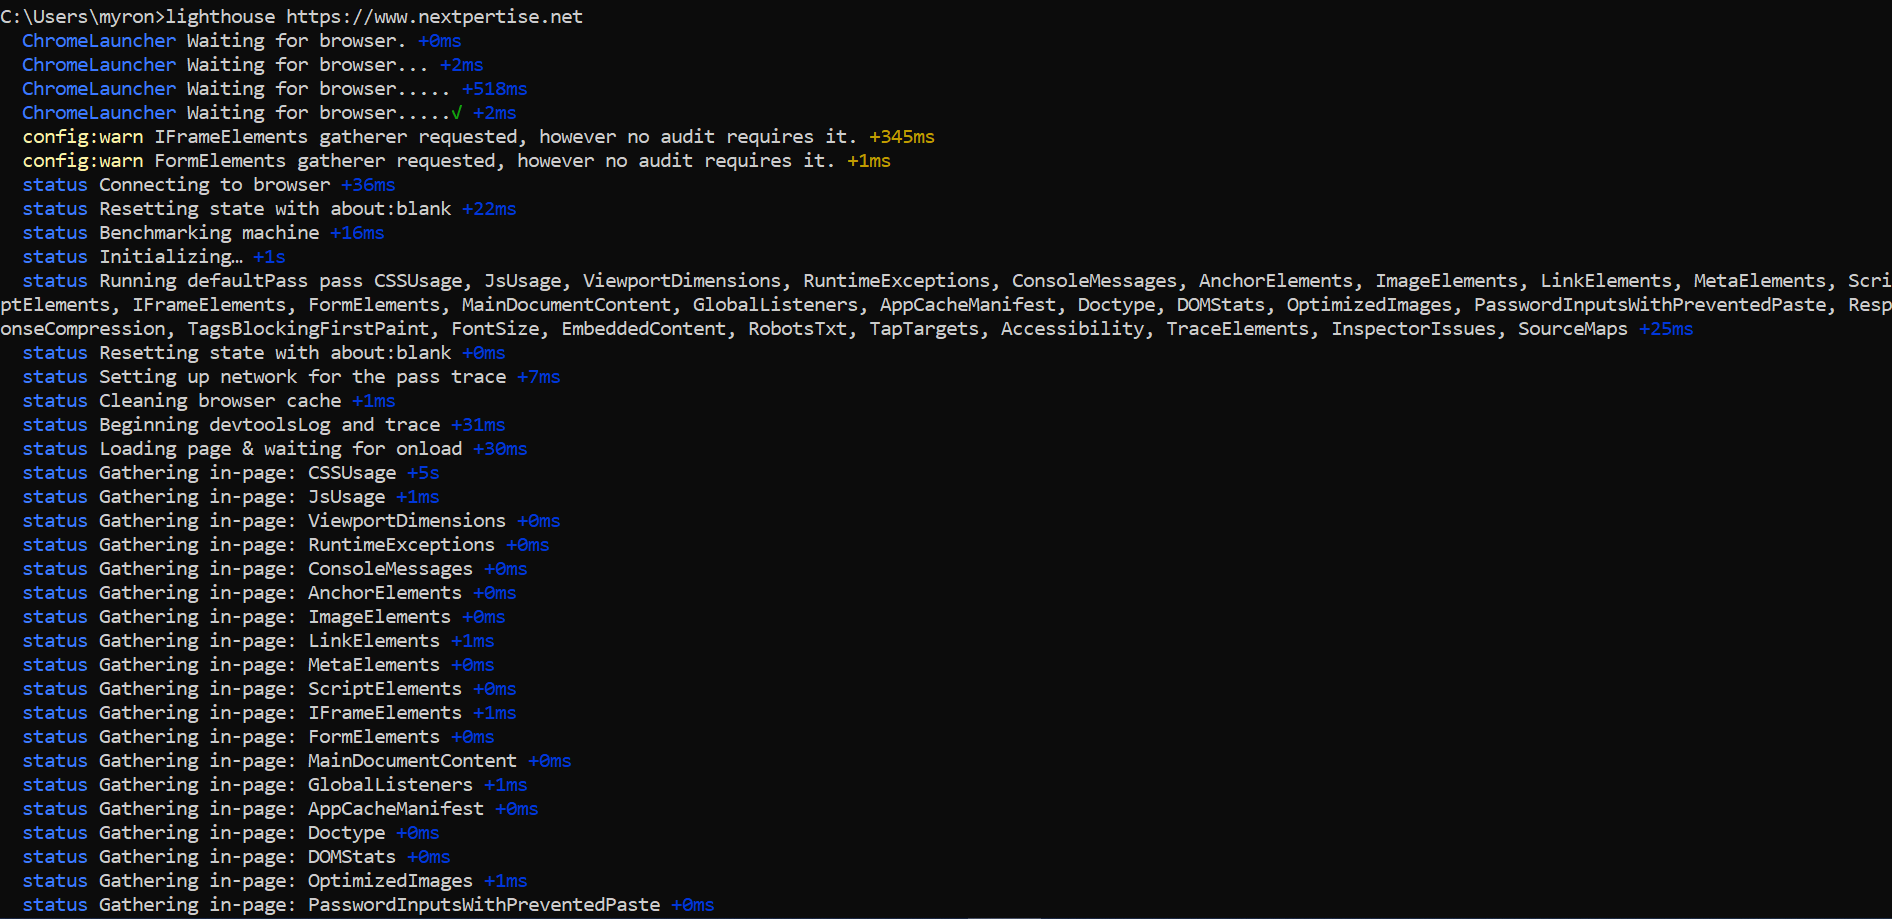 C:\Users\myron>lighthouse https://www.nextpertise.net
ChromeLauncher Waiting for browser. +0ms
ChromeLauncher Waiting for browser... +2ms
ChromeLauncher Waiting for browser..... +518ms
ChromeLauncher Waiting for browser.....√ +2ms
config:warn IFrameElements gatherer requested, however no audit requires it. +345ms
config:warn FormElements gatherer requested, however no audit requires it. +1ms
status Connecting to browser +36ms
status Resetting state with about:blank +22ms
status Benchmarking machine +16ms
status Initializing… +1s
status Running defaultPass pass CSSUsage, JsUsage, ViewportDimensions, RuntimeExceptions, ConsoleMessages, AnchorElements, ImageElements, LinkElements, MetaElements, Scri
ptElements, IFrameElements, FormElements, MainDocumentContent, GlobalListeners, AppCacheManifest, Doctype, DOMStats, OptimizedImages, PasswordInputsWithPreventedPaste, Resp
onseCompression, TagsBlockingFirstPaint, FontSize, EmbeddedContent, RobotsTxt, TapTargets, Accessibility, TraceElements, InspectorIssues, SourceMaps +25ms
status Resetting state with about:blank +0ms
status Setting up network for the pass trace +7ms
status Cleaning browser cache +1ms
status Beginning devtoolsLog and trace +31ms
status Loading page & waiting for onload +30ms
status Gathering in-page: CSSUsage +5s
status Gathering in-page: JsUsage +1ms
status Gathering in-page: ViewportDimensions +0ms
status Gathering in-page: RuntimeExceptions +0ms
status Gathering in-page: ConsoleMessages +0ms
status Gathering in-page: AnchorElements +0ms
status Gathering in-page: ImageElements +0ms
status Gathering in-page: LinkElements +1ms
status Gathering in-page: MetaElements +0ms
status Gathering in-page: ScriptElements +0ms
status Gathering in-page: IFrameElements +1ms
status Gathering in-page: FormElements +0ms
status Gathering in-page: MainDocumentContent +0ms
status Gathering in-page: GlobalListeners +1ms
status Gathering in-page: AppCacheManifest +0ms
status Gathering in-page: Doctype +0ms
status Gathering in-page: DOMStats +0ms
status Gathering in-page: OptimizedImages +1ms
status Gathering in-page: PasswordInputsWithPreventedPaste +0ms